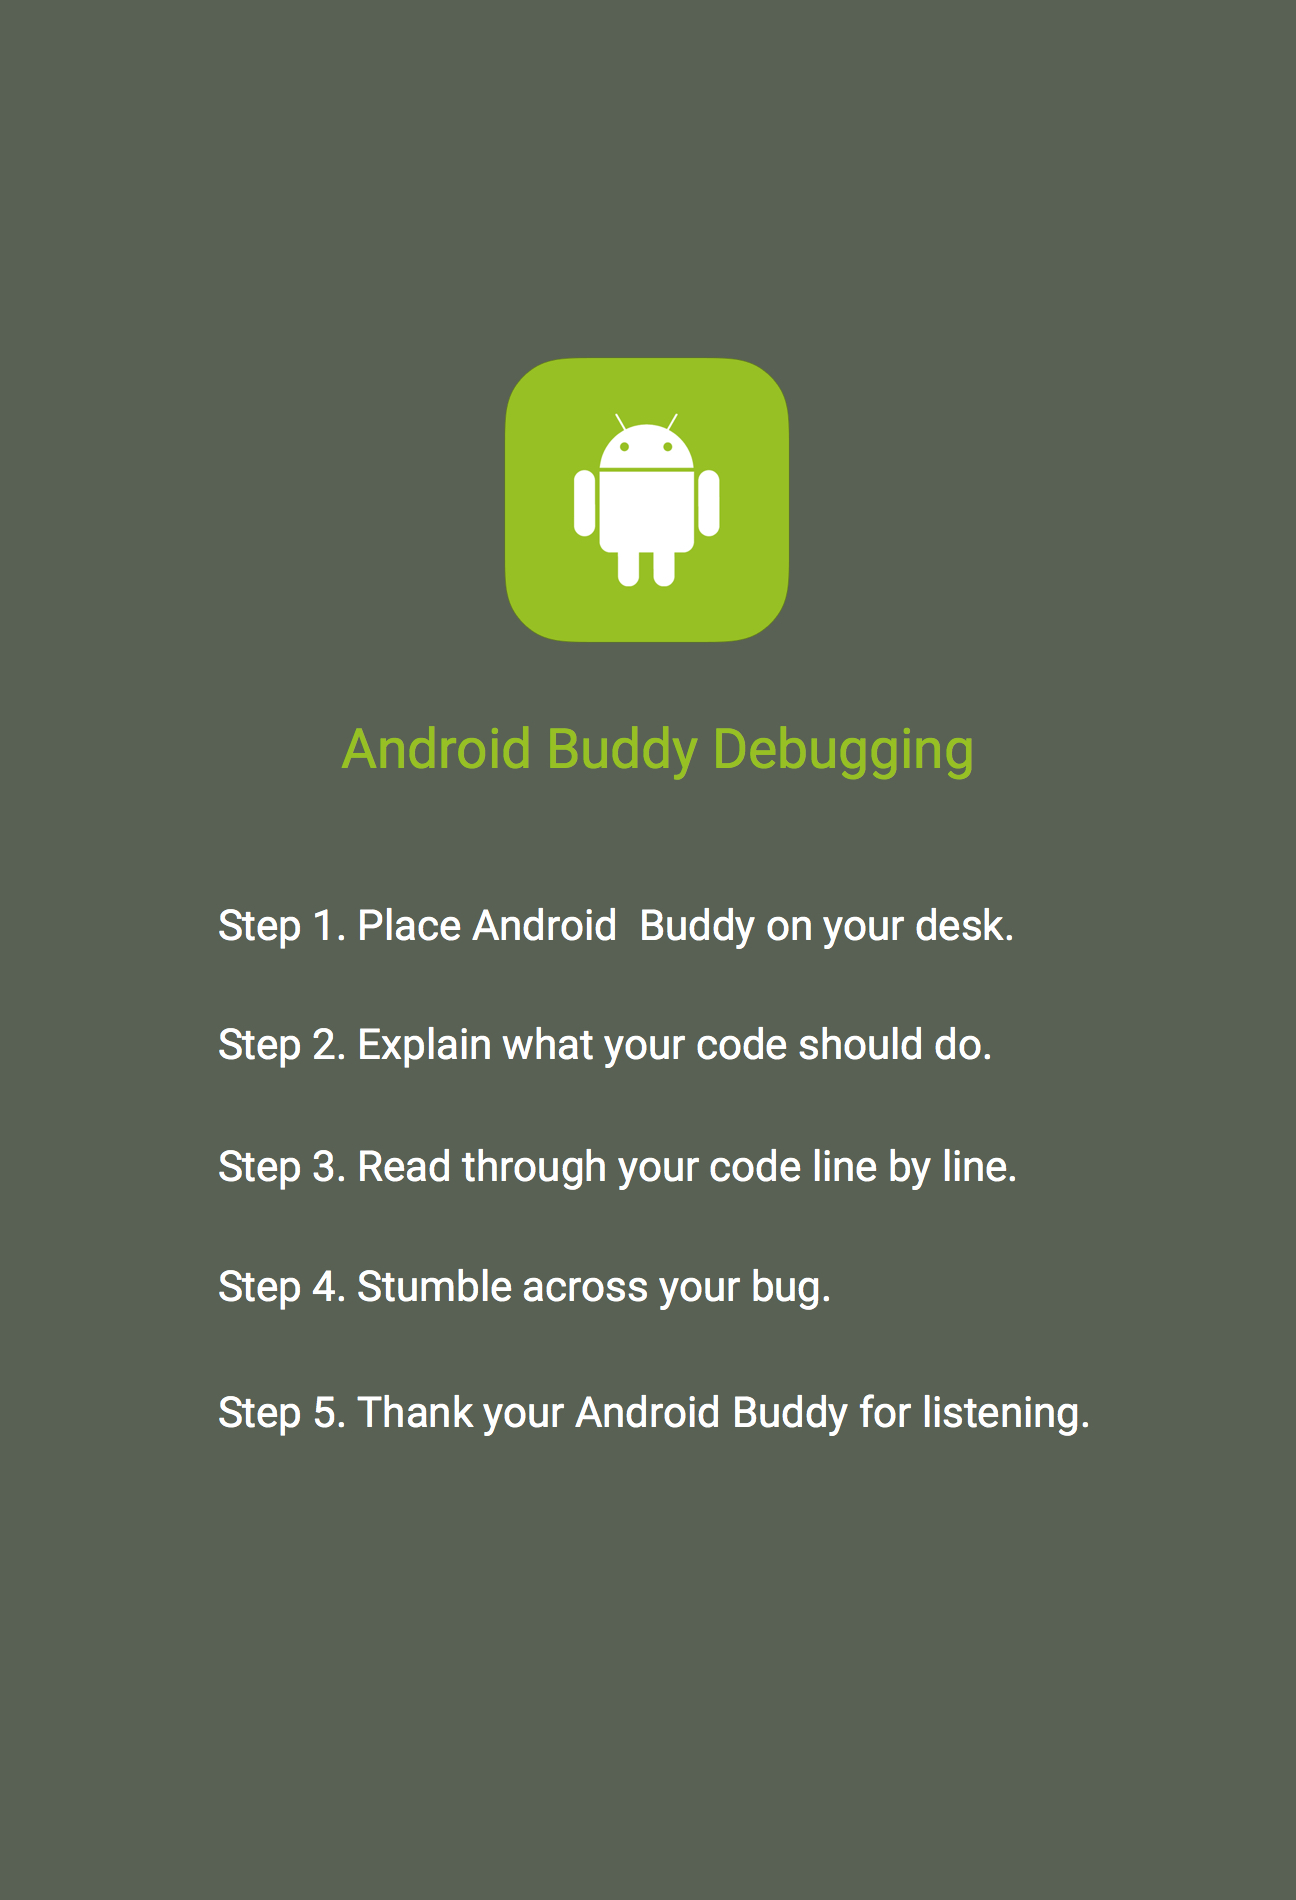 Android Buddy Debugging
Step 1. Place Android  Buddy on your desk.
Step 2. Explain what your code should do.
Step 3. Read through your code line by line.
Step 4. Stumble across your bug.
Step 5. Thank your Android Buddy for listening.